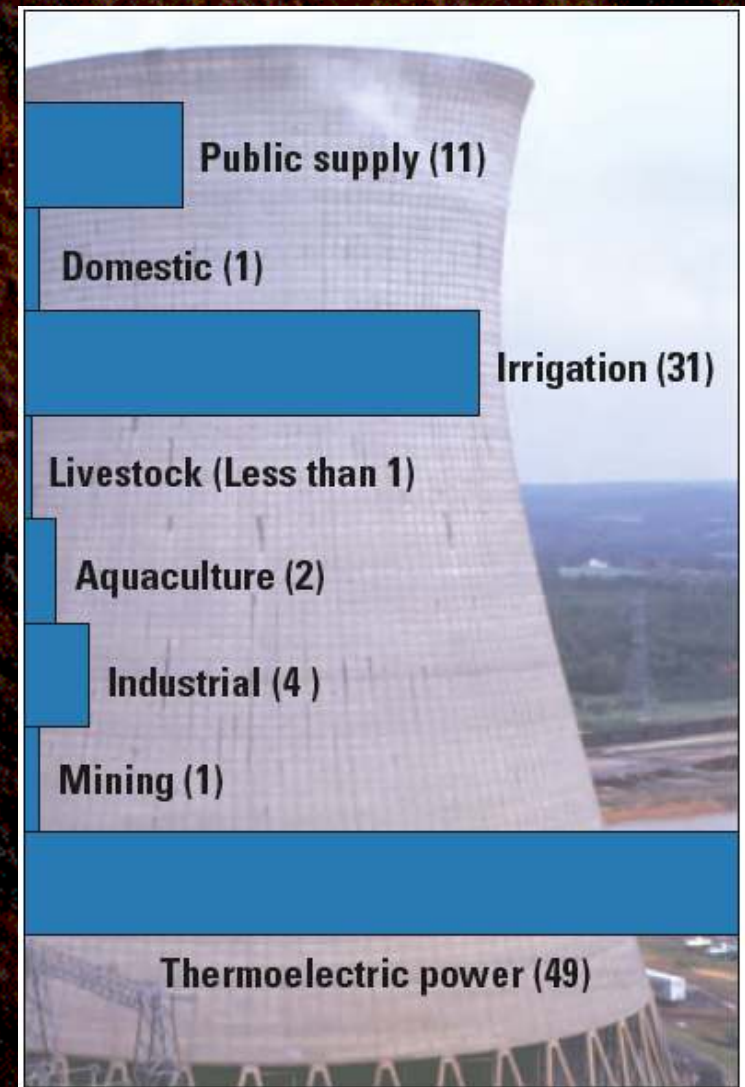 Public supply (11)
Domestic (1)
Irrigation (31)
Livestock (Less than 1)
Aquaculture (2)
Industrial (4 )
Mining (1)
Thermoelectric power (49)